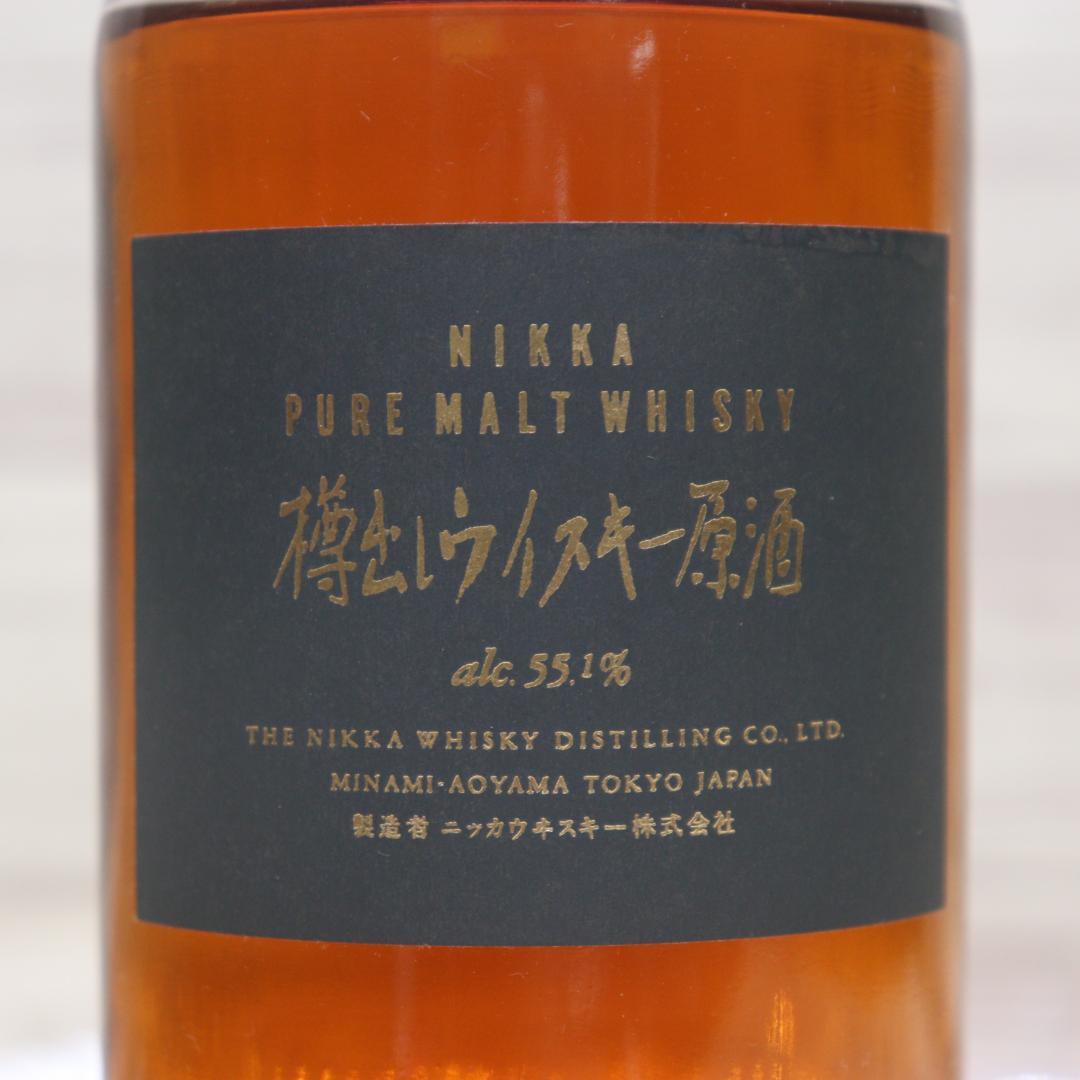 NIKKA
PURE MALT WHISKY
樽出しウイスキー原酒
alc. 55.1%
THE NIKKA WHISKY DISTILLING CO., LTD.
MINAMI-AOYAMA TOKYO JAPAN
製造者 ニッカウヰスキー株式会社